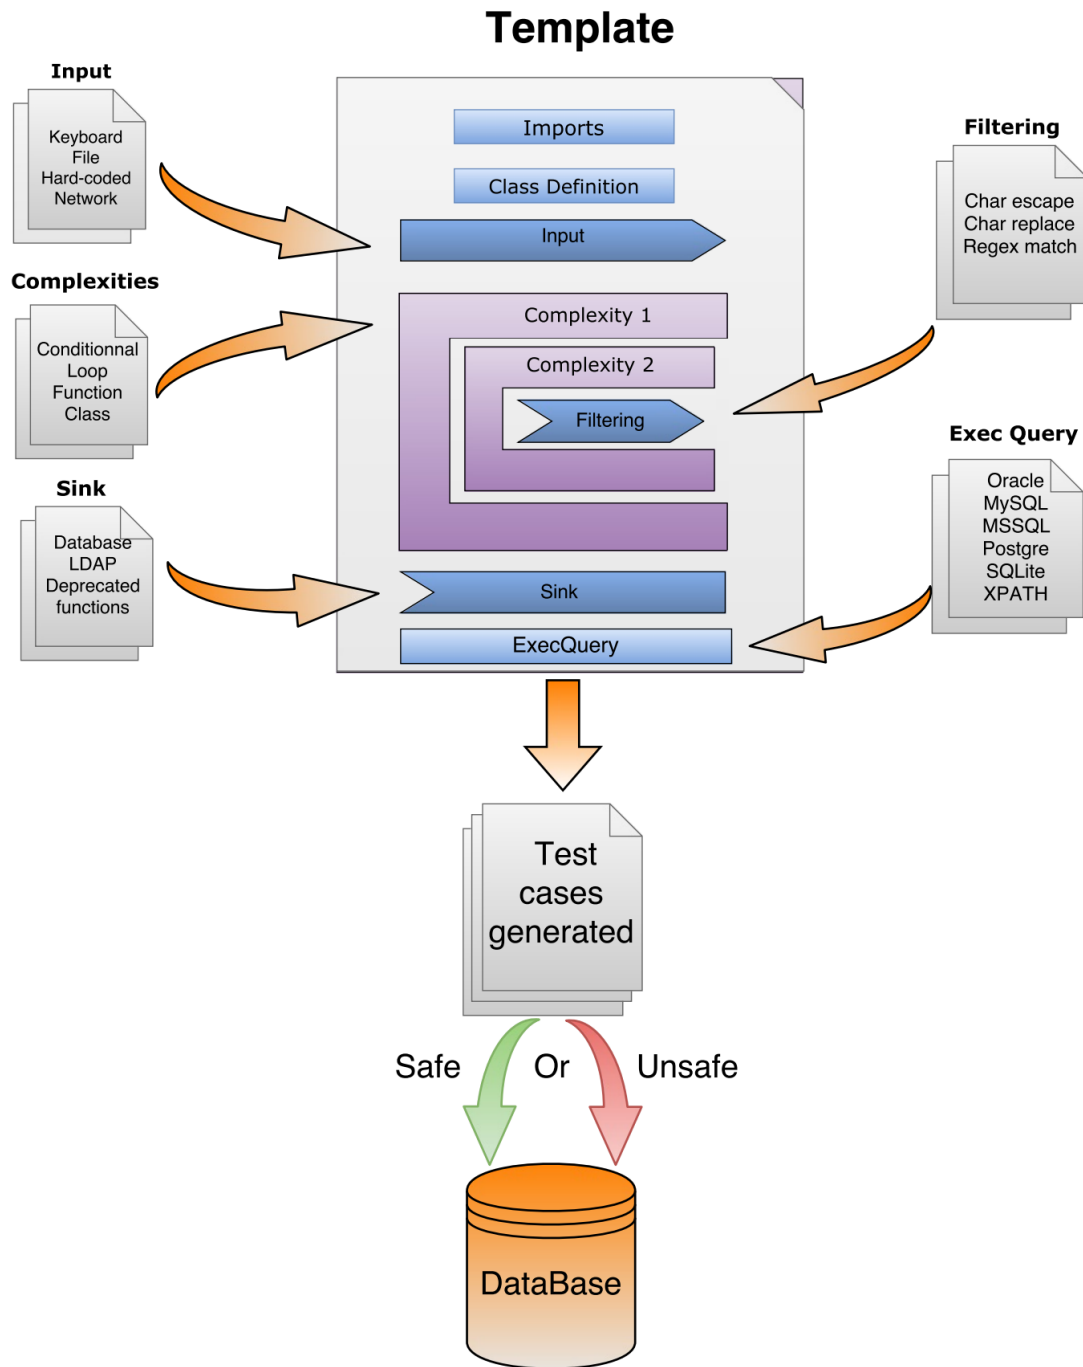 Template
Input
Keyboard
File
Hard-coded
Network
Complexities
Conditionnal
Loop
Function
Class
Sink
Database
LDAP
Deprecated
functions
Imports
Class Definition
Input
Complexity 1
Complexity 2
Filtering
Sink
ExecQuery
Filtering
Char escape
Char replace
Regex match
Exec Query
Oracle
MySQL
MSSQL
Postgre
SQLite
XPATH
Test
cases
generated
Safe Or Unsafe
DataBase